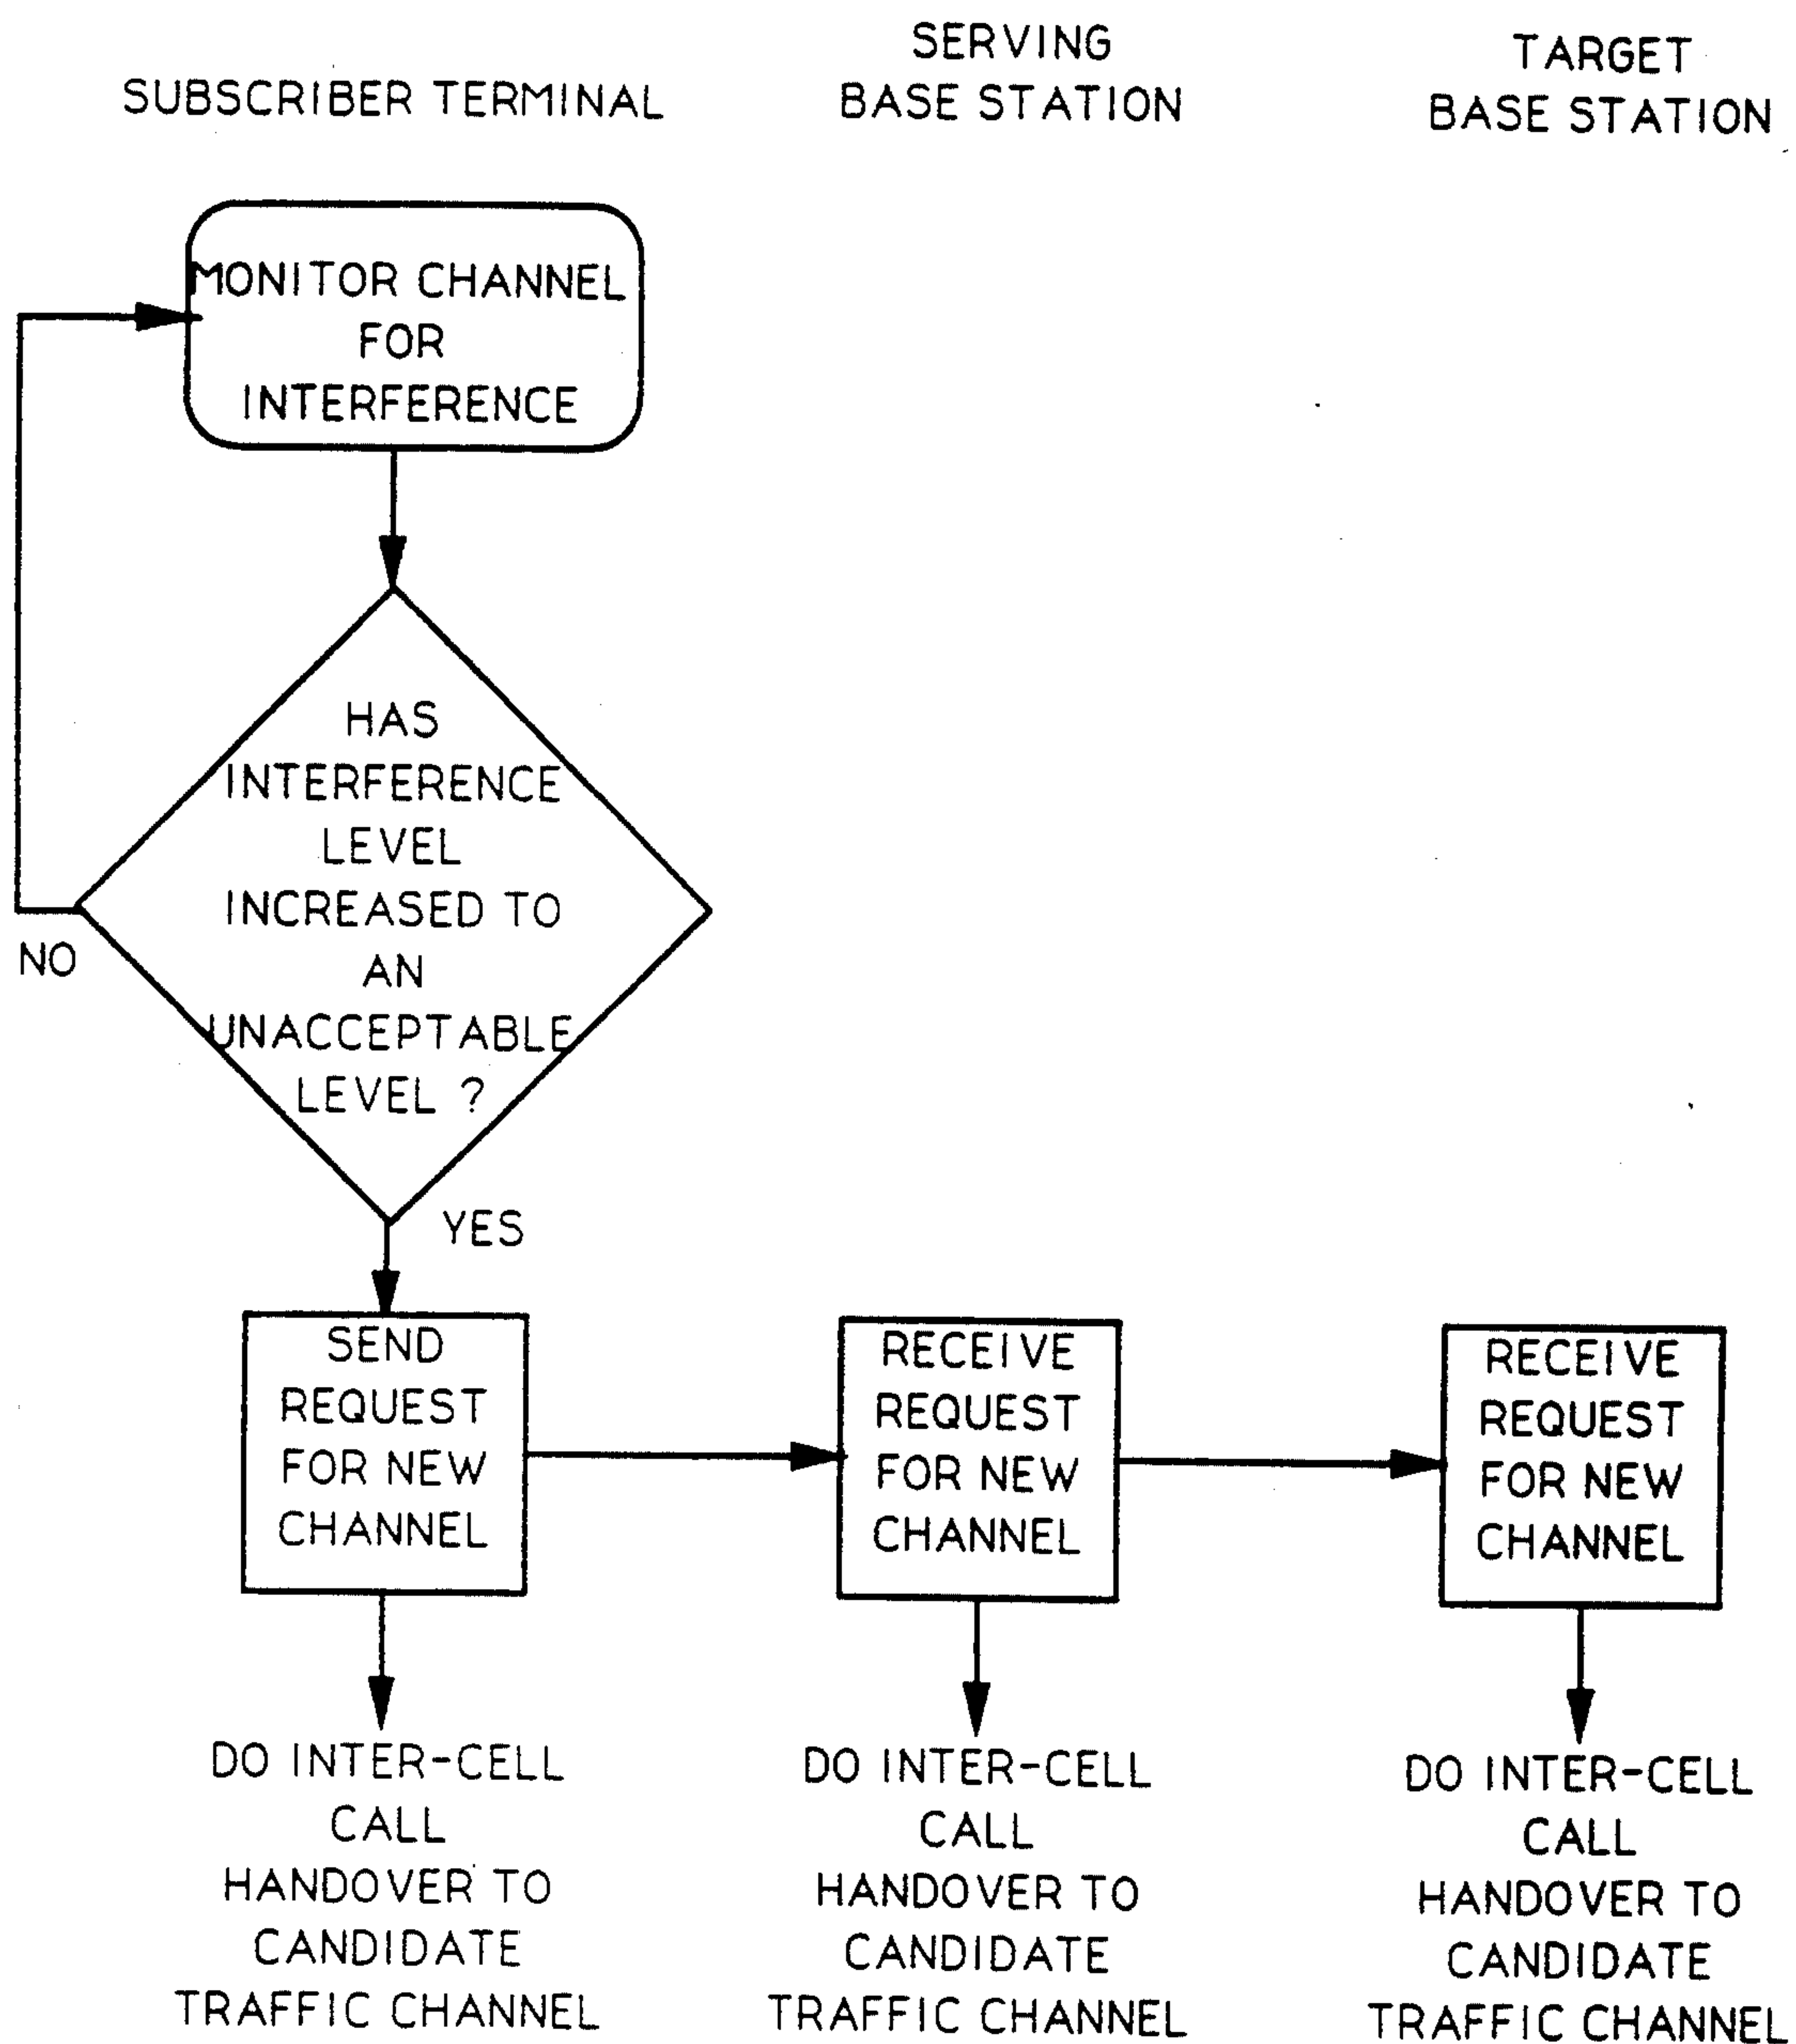 SUBSCRIBER TERMINAL
SERVING
BASE STATION
TARGET
BASE STATION
MONITOR CHANNEL
FOR
INTERFERENCE
HAS
INTERFERENCE
LEVEL
INCREASED TO
AN
UNACCEPTABLE
LEVEL ?
NO
YES
SEND
REQUEST
FOR NEW
CHANNEL
RECEIVE
REQUEST
FOR NEW
CHANNEL
RECEIVE
REQUEST
FOR NEW
CHANNEL
DO INTER-CELL
CALL
HANDOVER TO
CANDIDATE
TRAFFIC CHANNEL
DO INTER-CELL
CALL
HANDOVER TO
CANDIDATE
TRAFFIC CHANNEL
DO INTER-CELL
CALL
HANDOVER TO
CANDIDATE
TRAFFIC CHANNEL